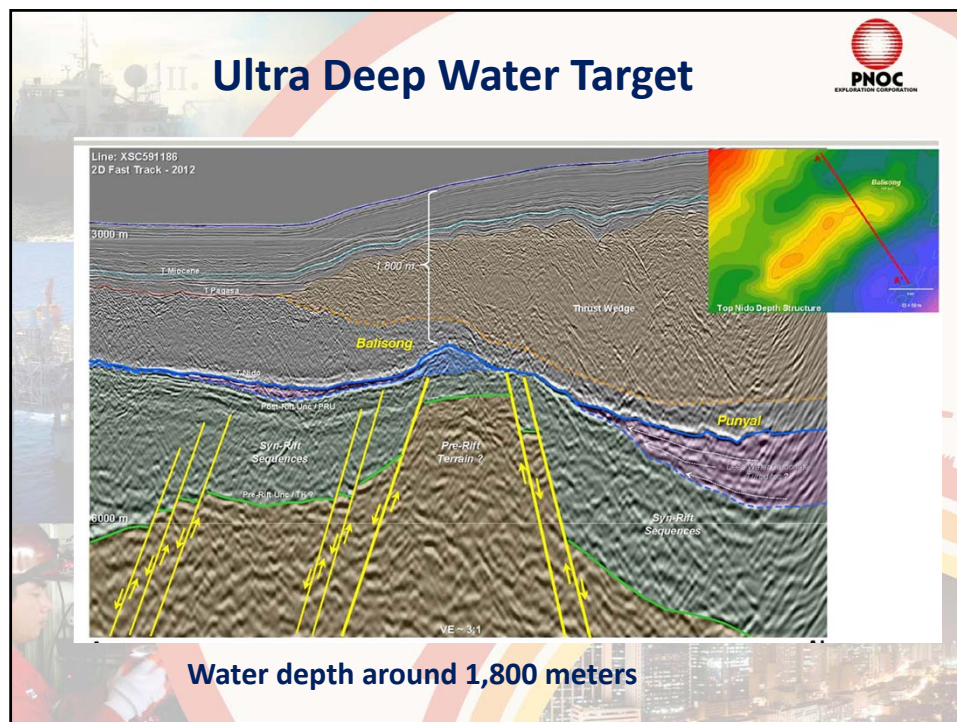 II.
Ultra Deep Water Target
PNOC
EXPLORATION CORPORATION
Line: XSC591186
2D Fast Track - 2012
3000 m
1,800 m
T.Miocene
T.Pagasa
Thrust Wedge
Balisong
T.Nido
Post-Rift Unc / PRU
Punyal
Syn-Rift
Sequences
Pre-Rift
Terrain ?
Pre-Rift Unc / TK ?
6000 m
Syn-Rift
Sequences
VE ~ 3:1
A
Balisong
A'
Top Nido Depth Structure
Water depth around 1,800 meters